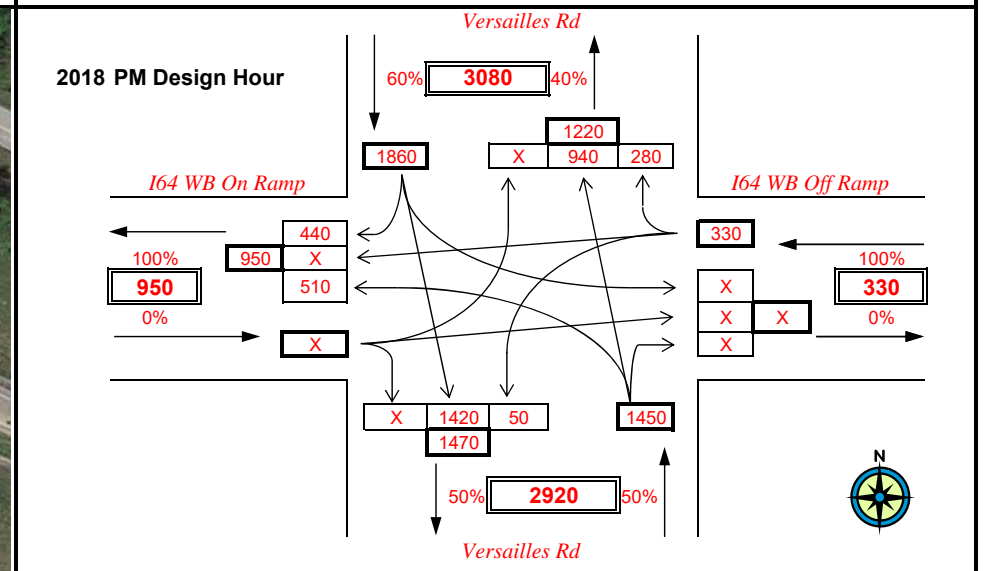 Versailles Rd
2018 PM Design Hour
60% 3080 40%
1220
1860 X 940 280
I64 WB On Ramp I64 WB Off Ramp
440 330
100% 950 X 100%
950 510 X 330
0% X X 0%
X X
X 1420 50 1450
1470
N
50% 2920 50%
Versailles Rd